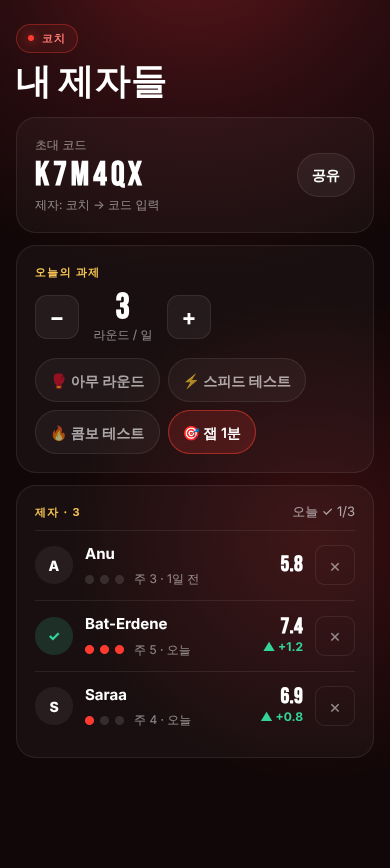 코치
내 제자들
초대 코드
K7M4QX
제자: 코치 → 코드 입력
공유
오늘의 과제
− 3 +
라운드 / 일
🥊 아무 라운드
⚡ 스피드 테스트
🔥 콤보 테스트
🎯 잽 1분
제자 · 3
오늘 ✓ 1/3
A
Anu
주 3 · 1일 전
5.8
×
✓
Bat-Erdene
주 5 · 오늘
7.4
▲ +1.2
×
S
Saraa
주 4 · 오늘
6.9
▲ +0.8
×